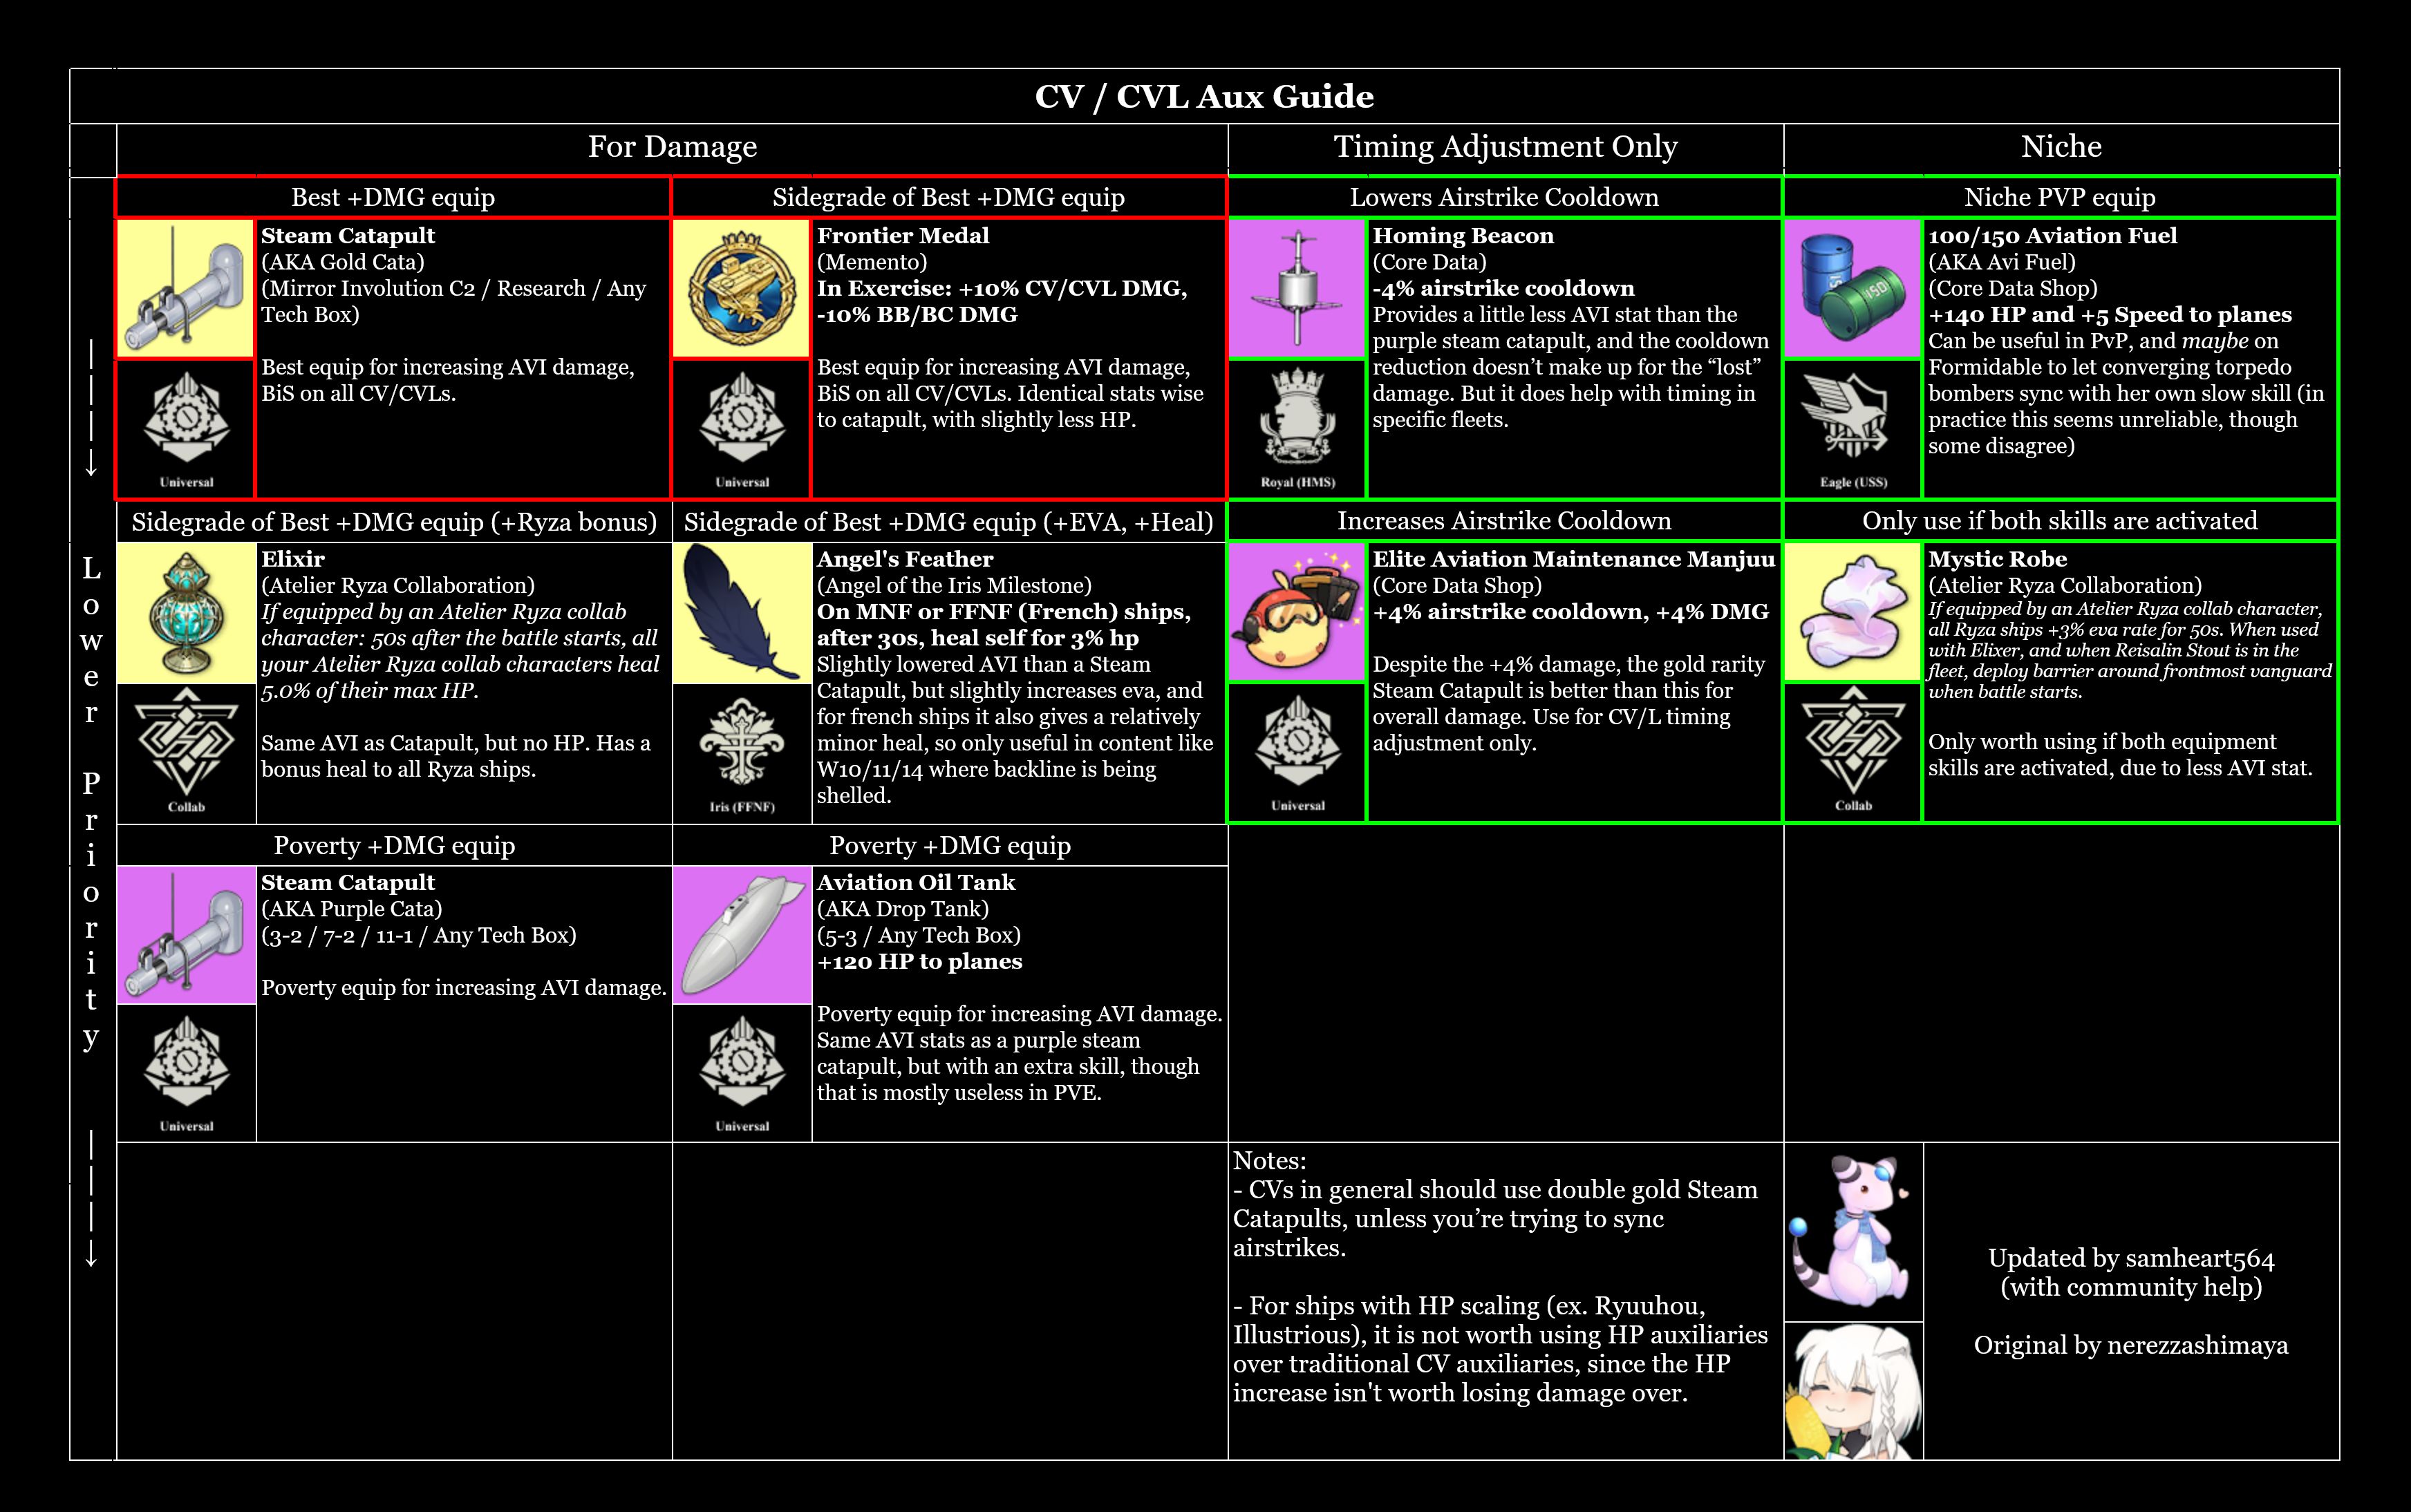 CV / CVL Aux Guide
For Damage
Timing Adjustment Only
Niche
Best +DMG equip
Steam Catapult
(AKA Gold Cata)
(Mirror Involution C2 / Research / Any
Tech Box)
Best equip for increasing AVI damage,
BiS on all CV/CVLs.
Universal
Sidegrade of Best +DMG equip
Frontier Medal
(Memento)
In Exercise: +10% CV/CVL DMG,
-10% BB/BC DMG
Best equip for increasing AVI damage,
BiS on all CV/CVLs. Identical stats wise
to catapult, with slightly less HP.
Universal
Lowers Airstrike Cooldown
Homing Beacon
(Core Data)
-4% airstrike cooldown
Provides a little less AVI stat than the
purple steam catapult, and the cooldown
reduction doesn’t make up for the “lost”
damage. But it does help with timing in
specific fleets.
Royal (HMS)
Niche PVP equip
100/150 Aviation Fuel
(AKA Avi Fuel)
(Core Data Shop)
+140 HP and +5 Speed to planes
Can be useful in PvP, and maybe on
Formidable to let converging torpedo
bombers sync with her own slow skill (in
practice this seems unreliable, though
some disagree)
150
Eagle (USS)
Sidegrade of Best +DMG equip (+Ryza bonus)
Elixir
(Atelier Ryza Collaboration)
If equipped by an Atelier Ryza collab
character: 50s after the battle starts, all
your Atelier Ryza collab characters heal
5.0% of their max HP.
Same AVI as Catapult, but no HP. Has a
bonus heal to all Ryza ships.
Collab
Sidegrade of Best +DMG equip (+EVA, +Heal)
Angel's Feather
(Angel of the Iris Milestone)
On MNF or FFNF (French) ships,
after 30s, heal self for 3% hp
Slightly lowered AVI than a Steam
Catapult, but slightly increases eva, and
for french ships it also gives a relatively
minor heal, so only useful in content like
W10/11/14 where backline is being
shelled.
Iris (FFNF)
Increases Airstrike Cooldown
Elite Aviation Maintenance Manjuu
(Core Data Shop)
+4% airstrike cooldown, +4% DMG
Despite the +4% damage, the gold rarity
Steam Catapult is better than this for
overall damage. Use for CV/L timing
adjustment only.
Universal
Only use if both skills are activated
Mystic Robe
(Atelier Ryza Collaboration)
If equipped by an Atelier Ryza collab character,
all Ryza ships +3% eva rate for 50s. When used
with Elixer, and when Reisalin Stout is in the
fleet, deploy barrier around frontmost vanguard
when battle starts.
Only worth using if both equipment
skills are activated, due to less AVI stat.
Collab
Lower Priority
Poverty +DMG equip
Steam Catapult
(AKA Purple Cata)
(3-2 / 7-2 / 11-1 / Any Tech Box)
Poverty equip for increasing AVI damage.
Universal
Poverty +DMG equip
Aviation Oil Tank
(AKA Drop Tank)
(5-3 / Any Tech Box)
+120 HP to planes
Poverty equip for increasing AVI damage.
Same AVI stats as a purple steam
catapult, but with an extra skill, though
that is mostly useless in PVE.
Universal
Notes:
- CVs in general should use double gold Steam
Catapults, unless you’re trying to sync
airstrikes.
- For ships with HP scaling (ex. Ryuuhou,
Illustrious), it is not worth using HP auxiliaries
over traditional CV auxiliaries, since the HP
increase isn't worth losing damage over.
Updated by samheart564
(with community help)
Original by nerezzashimaya